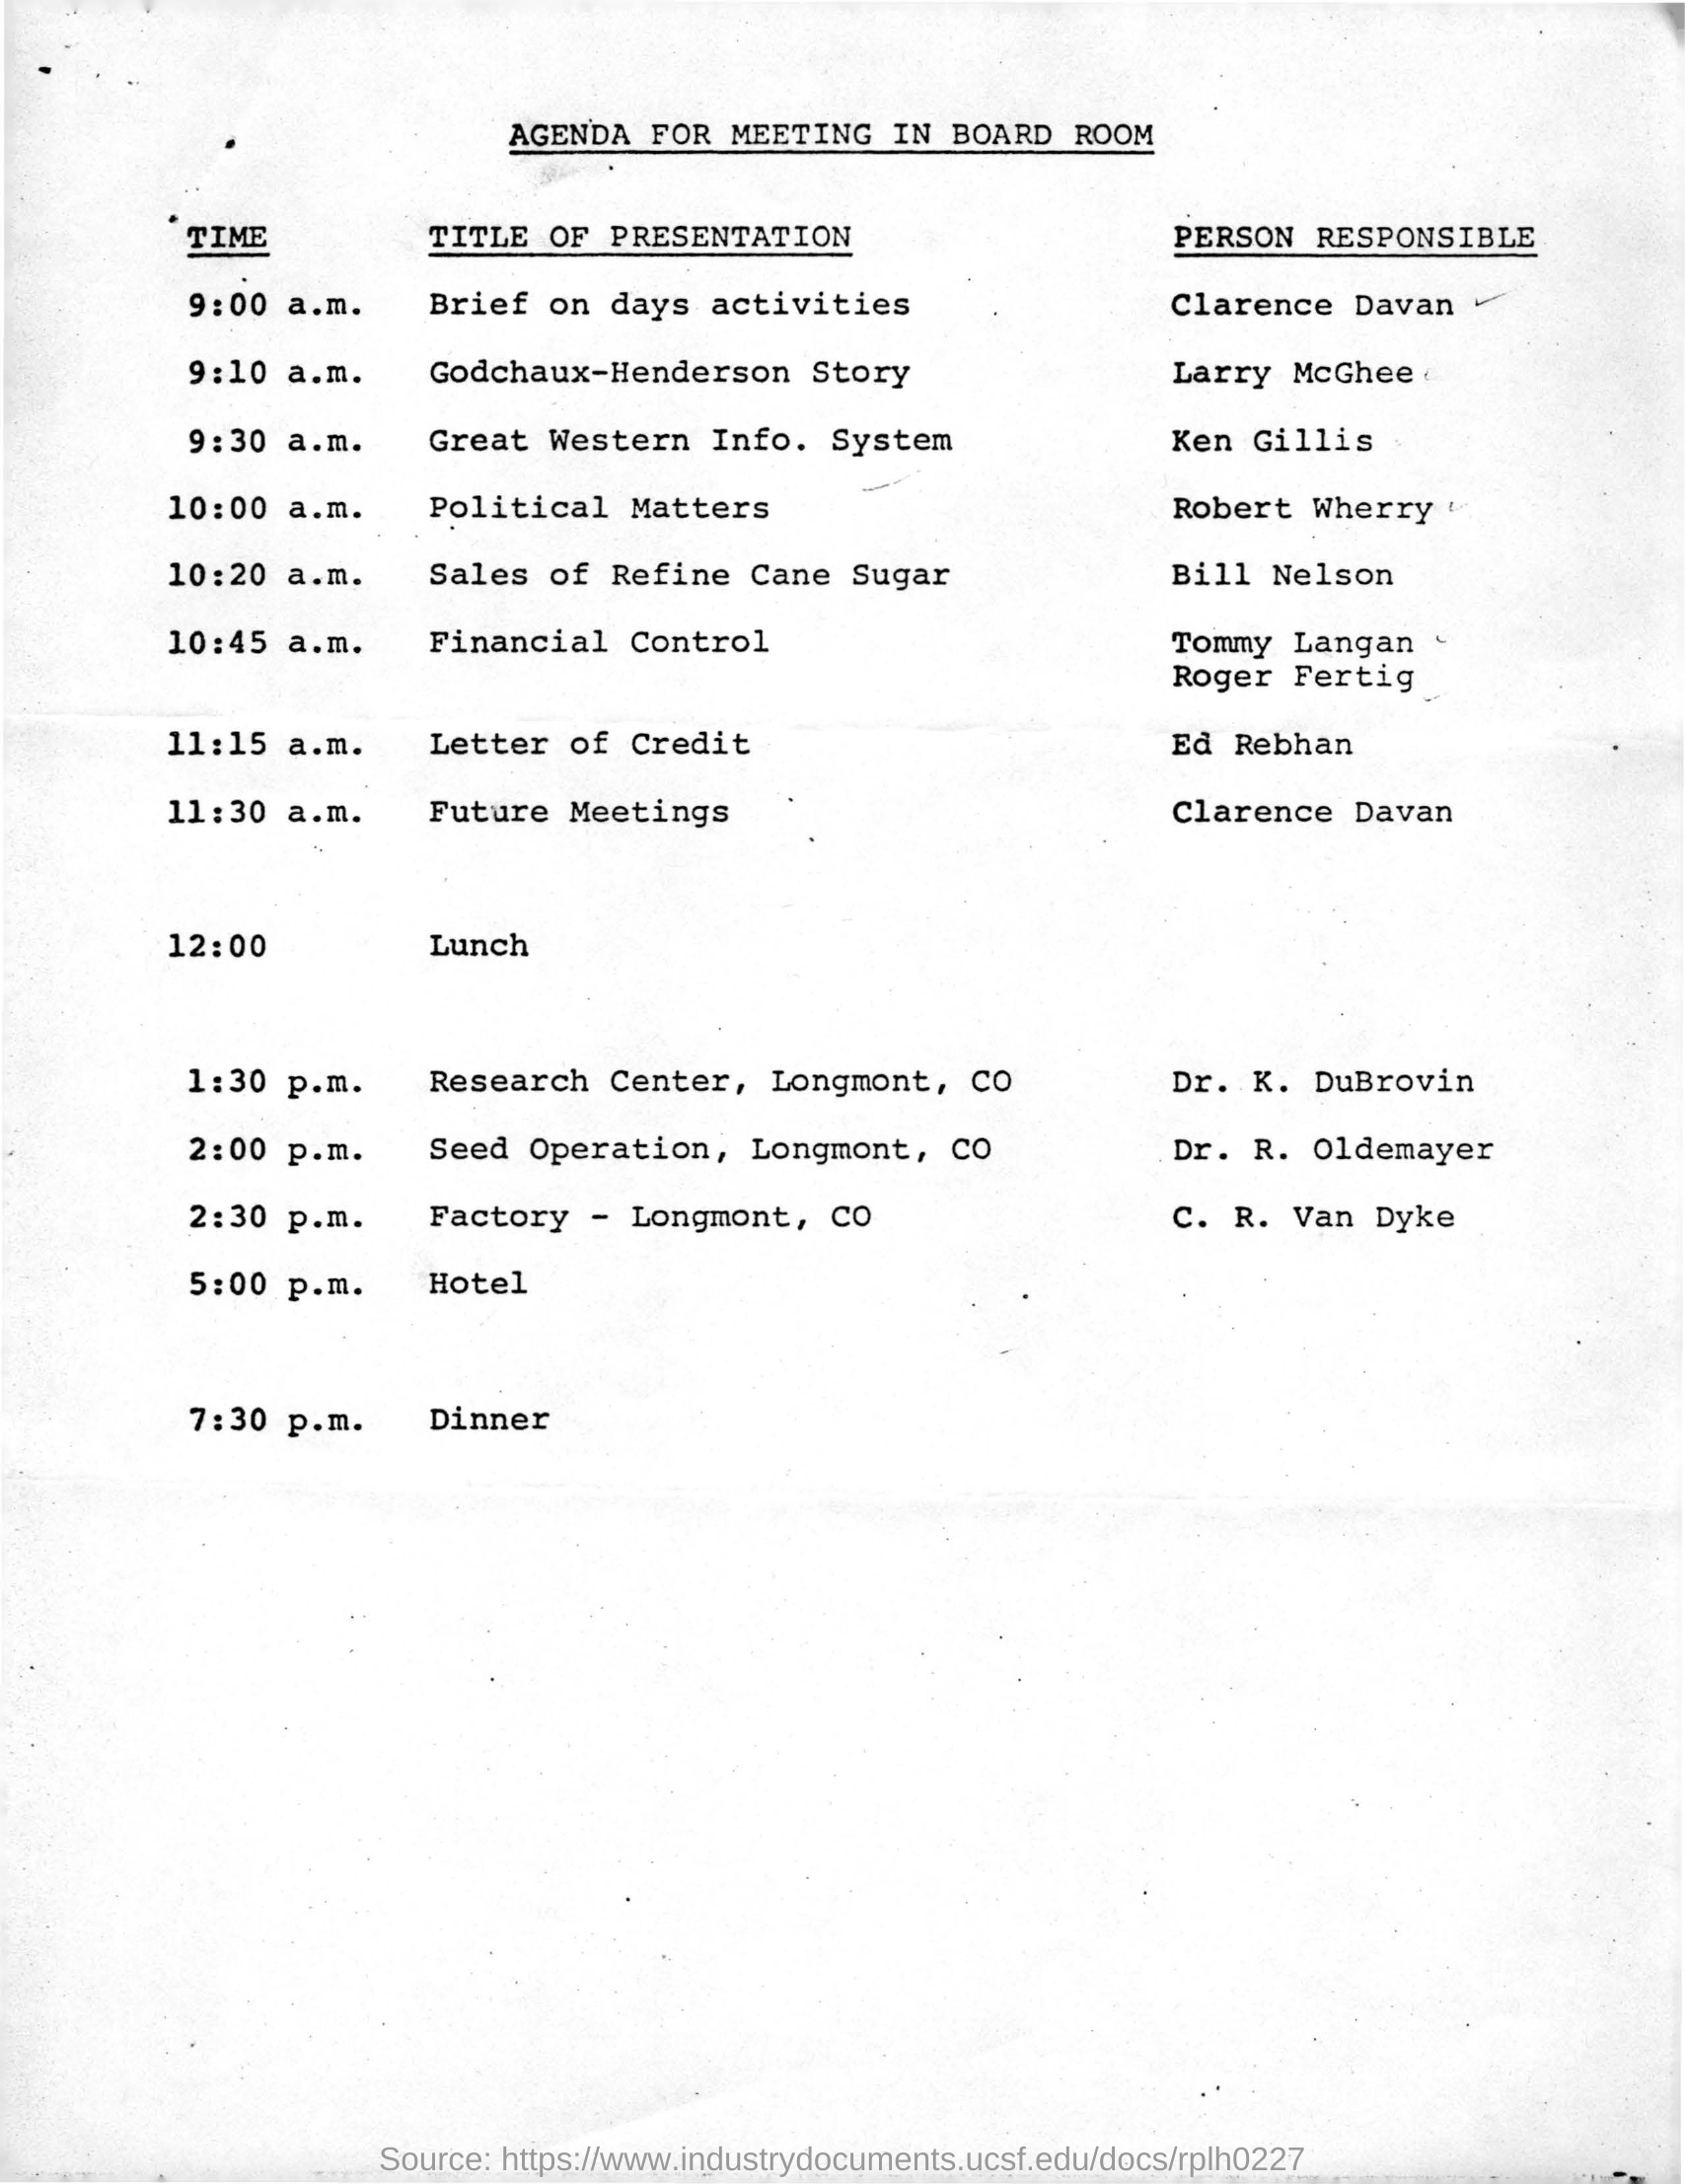 AGENDA FOR MEETING IN BOARD ROOM
TIME TITLE OF PRESENTATION PERSON RESPONSIBLE
9:00 a.m. Brief on days activities Clarence Davan
9:10 a.m. Godchaux-Henderson Story Larry McGhee
9:30 a.m. Great Western Info. System Ken Gillis
10:00 a.m. Political Matters Robert Wherry
10:20 a.m. Sales of Refine Cane Sugar Bill Nelson
10:45 a.m. Financial Control Tommy Langan
Roger Fertig
11:15 a.m. Letter of Credit Ed Rebhan
11:30 a.m. Future Meetings Clarence Davan
12:00 Lunch
1:30 p.m. Research Center, Longmont, CO Dr. K. DuBrovin
2:00 p.m. Seed Operation, Longmont, CO Dr. R. Oldemayer
2:30 p.m. Factory - Longmont, CO C. R. Van Dyke
5:00 p.m. Hotel
7:30 p.m. Dinner
Source: https://www.industrydocuments.ucsf.edu/docs/rplh0227